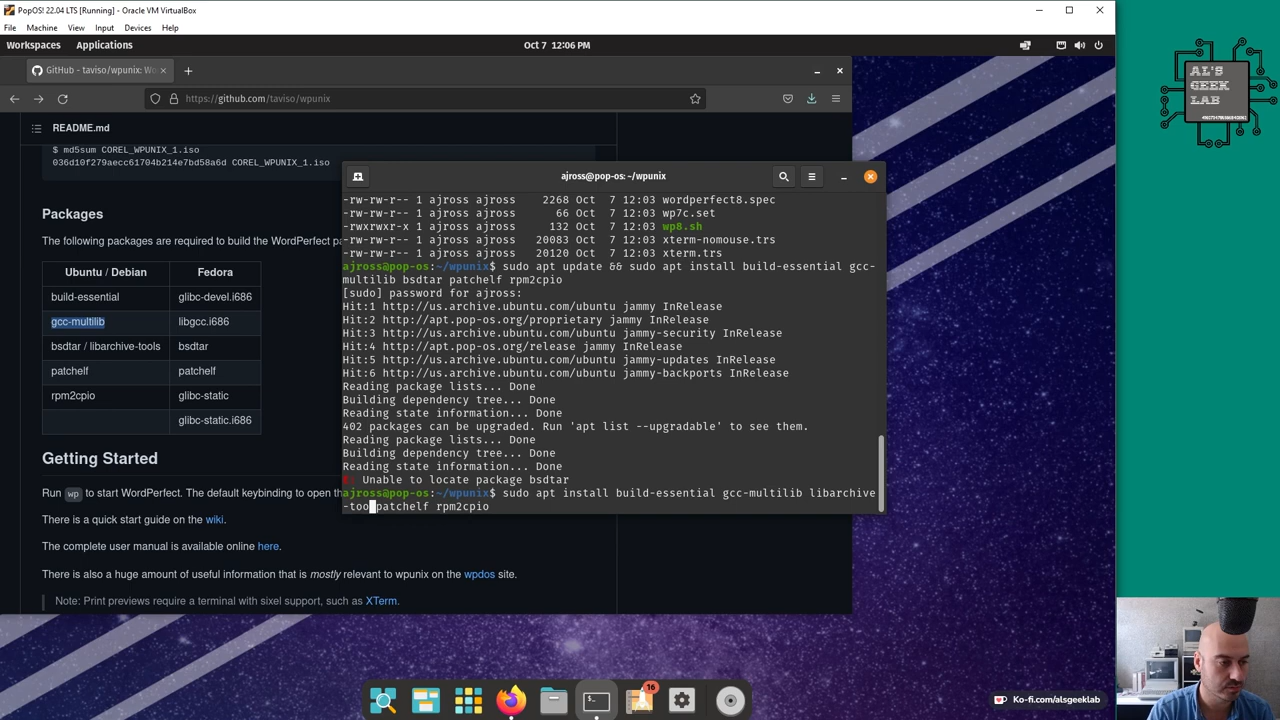 PopOS! 22.04 LTS [Running] - Oracle VM VirtualBox
File Machine View Input Devices Help
Workspaces Applications
Oct 7 12:06 PM
GitHub - taviso/wpunix: Wo
https://github.com/taviso/wpunix
README.md
$ md5sum COREL_WPUNIX_1.iso
036d10f279aecc61704b214e7bd58a6d COREL_WPUNIX_1.iso
Packages
The following packages are required to build the WordPerfect pa
Ubuntu / Debian Fedora
build-essential glibc-devel.i686
gcc-multilib libgcc.i686
bsdtar / libarchive-tools bsdtar
patchelf patchelf
rpm2cpio glibc-static
glibc-static.i686
Getting Started
Run wp to start WordPerfect. The default keybinding to open th
There is a quick start guide on the wiki.
The complete user manual is available online here.
There is also a huge amount of useful information that is mostly relevant to wpunix on the wpdos site.
Note: Print previews require a terminal with sixel support, such as XTerm.
ajross@pop-os: ~/wpunix
-rw-rw-r-- 1 ajross ajross 2268 Oct 7 12:03 wordperfect8.spec
-rw-rw-r-- 1 ajross ajross 66 Oct 7 12:03 wp7c.set
-rwxrwxr-x 1 ajross ajross 132 Oct 7 12:03 wp8.sh
-rw-rw-r-- 1 ajross ajross 20083 Oct 7 12:03 xterm-nomouse.trs
-rw-rw-r-- 1 ajross ajross 20120 Oct 7 12:03 xterm.trs
ajross@pop-os:~/wpunix$ sudo apt update && sudo apt install build-essential gcc-
multilib bsdtar patchelf rpm2cpio
[sudo] password for ajross:
Hit:1 http://us.archive.ubuntu.com/ubuntu jammy InRelease
Hit:2 http://apt.pop-os.org/proprietary jammy InRelease
Hit:3 http://us.archive.ubuntu.com/ubuntu jammy-security InRelease
Hit:4 http://apt.pop-os.org/release jammy InRelease
Hit:5 http://us.archive.ubuntu.com/ubuntu jammy-updates InRelease
Hit:6 http://us.archive.ubuntu.com/ubuntu jammy-backports InRelease
Reading package lists... Done
Building dependency tree... Done
Reading state information... Done
402 packages can be upgraded. Run 'apt list --upgradable' to see them.
Reading package lists... Done
Building dependency tree... Done
Reading state information... Done
E: Unable to locate package bsdtar
ajross@pop-os:~/wpunix$ sudo apt install build-essential gcc-multilib libarchive
-too patchelf rpm2cpio
16
AL'S
GEEK
LAB
Ko-fi.com/alsgeeklab